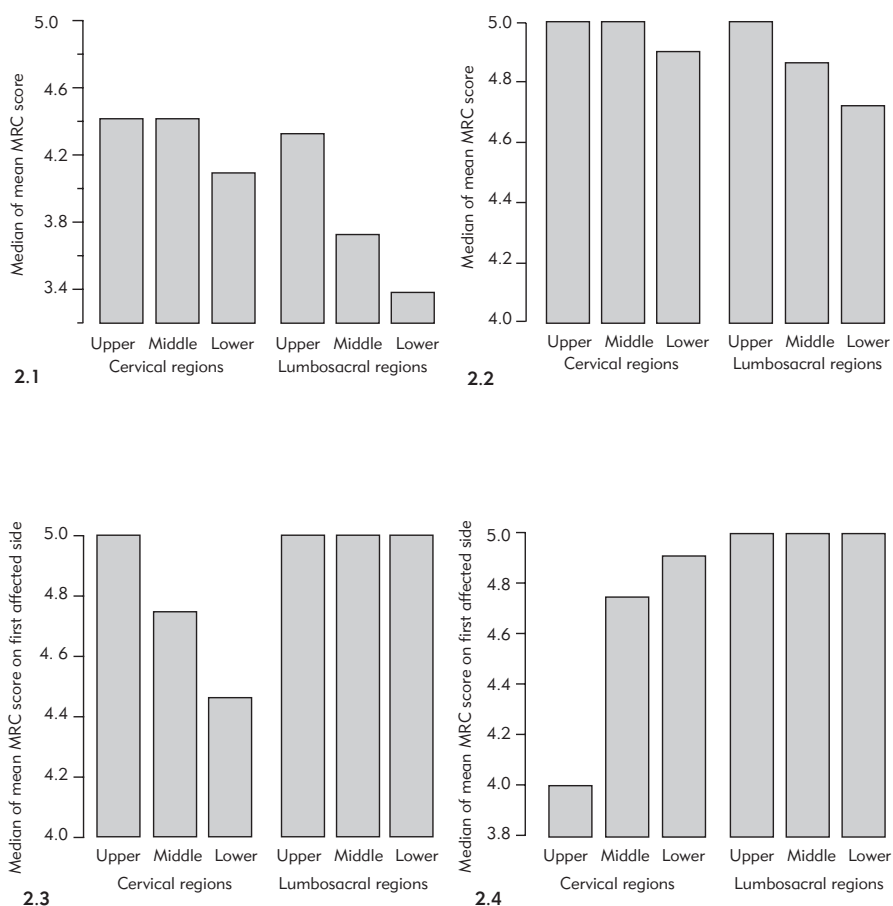 5.0
4.6
4.2
3.8
3.4
Median of mean MRC score
Upper Middle Lower Upper Middle Lower
Cervical regions Lumbosacral regions
2.1
5.0
4.8
4.6
4.4
4.2
4.0
Median of mean MRC score
Upper Middle Lower Upper Middle Lower
Cervical regions Lumbosacral regions
2.2
5.0
4.8
4.6
4.4
4.2
4.0
Median of mean MRC score on first affected side
Upper Middle Lower Upper Middle Lower
Cervical regions Lumbosacral regions
2.3
5.0
4.8
4.6
4.4
4.2
4.0
3.8
Median of mean MRC score on first affected side
Upper Middle Lower Upper Middle Lower
Cervical regions Lumbosacral regions
2.4